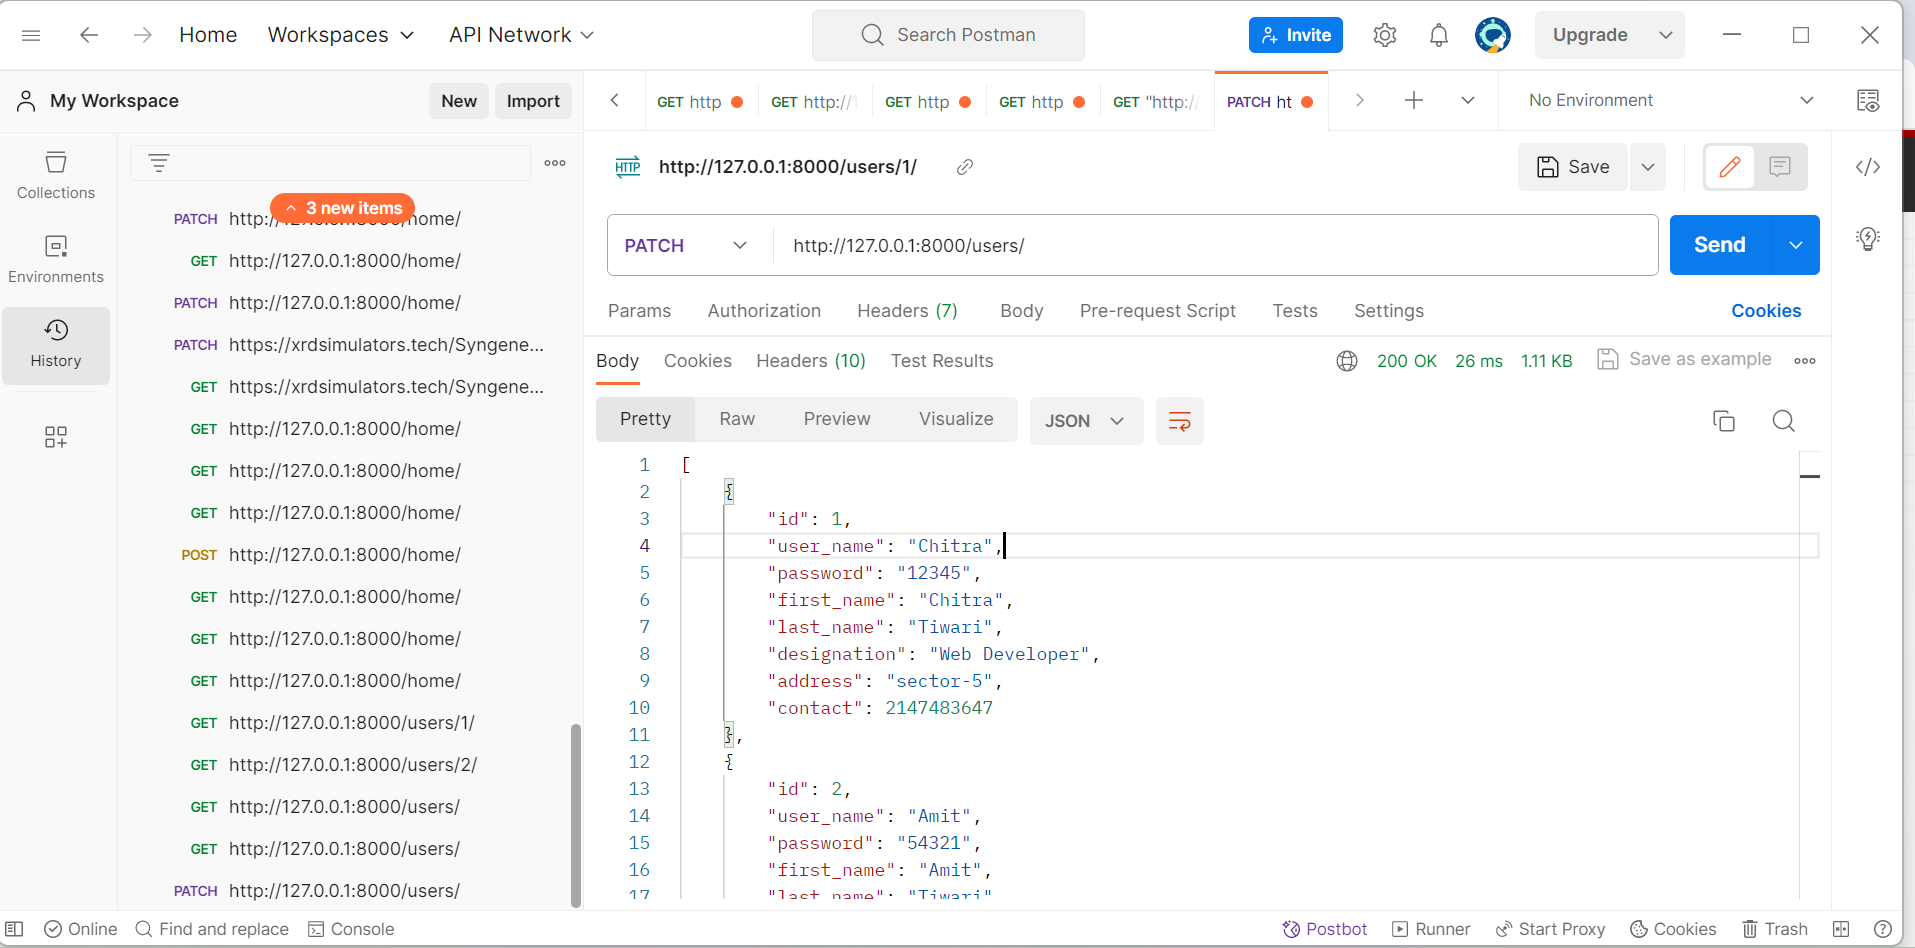 Home Workspaces API Network Search Postman Invite Upgrade
My Workspace New Import
GET http GET http://1 GET http GET http GET "http:/ PATCH ht No Environment
Collections
Environments
History
3 new items
PATCH http://127.0.0.1:8000/home/
GET http://127.0.0.1:8000/home/
PATCH http://127.0.0.1:8000/home/
PATCH https://xrdsimulators.tech/Syngene...
GET https://xrdsimulators.tech/Syngene...
GET http://127.0.0.1:8000/home/
GET http://127.0.0.1:8000/home/
GET http://127.0.0.1:8000/home/
POST http://127.0.0.1:8000/home/
GET http://127.0.0.1:8000/home/
GET http://127.0.0.1:8000/home/
GET http://127.0.0.1:8000/home/
GET http://127.0.0.1:8000/users/1/
GET http://127.0.0.1:8000/users/2/
GET http://127.0.0.1:8000/users/
GET http://127.0.0.1:8000/users/
PATCH http://127.0.0.1:8000/users/
HTTP http://127.0.0.1:8000/users/1/ Save
PATCH http://127.0.0.1:8000/users/ Send
Params Authorization Headers (7) Body Pre-request Script Tests Settings Cookies
Body Cookies Headers (10) Test Results 200 OK 26 ms 1.11 KB Save as example
Pretty Raw Preview Visualize JSON
1 [
2 {
3 "id": 1,
4 "user_name": "Chitra",
5 "password": "12345",
6 "first_name": "Chitra",
7 "last_name": "Tiwari",
8 "designation": "Web Developer",
9 "address": "sector-5",
10 "contact": 2147483647
11 },
12 {
13 "id": 2,
14 "user_name": "Amit",
15 "password": "54321",
16 "first_name": "Amit",
17 "last_name": "Tiwari"
Online Find and replace Console Postbot Runner Start Proxy Cookies Trash